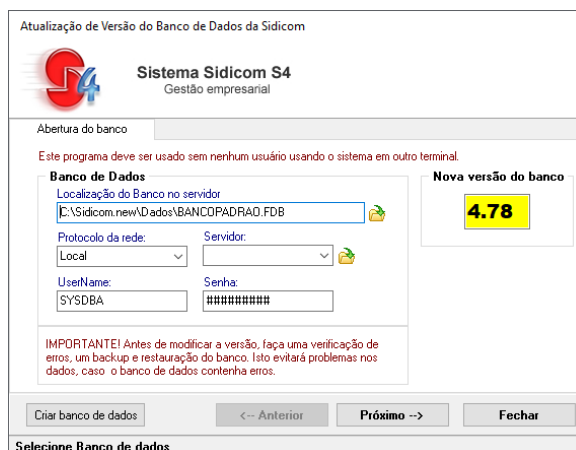 Atualização de Versão do Banco de Dados da Sidicom
S4
Sistema Sidicom S4
Gestão empresarial
Abertura do banco
Este programa deve ser usado sem nenhum usuário usando o sistema em outro terminal.
Banco de Dados
Localização do Banco no servidor
C:\Sidicom.new\Dados\BANCOPADRAO.FDB
Protocolo da rede:
Servidor:
Local
UserName:
Senha:
SYSDBA
#########
IMPORTANTE! Antes de modificar a versão, faça uma verificação de
erros, um backup e restauração do banco. Isto evitará problemas nos
dados, caso o banco de dados contenha erros.
Nova versão do banco
4.78
Criar banco de dados
<-- Anterior
Próximo -->
Fechar
Selecione Banco de dados